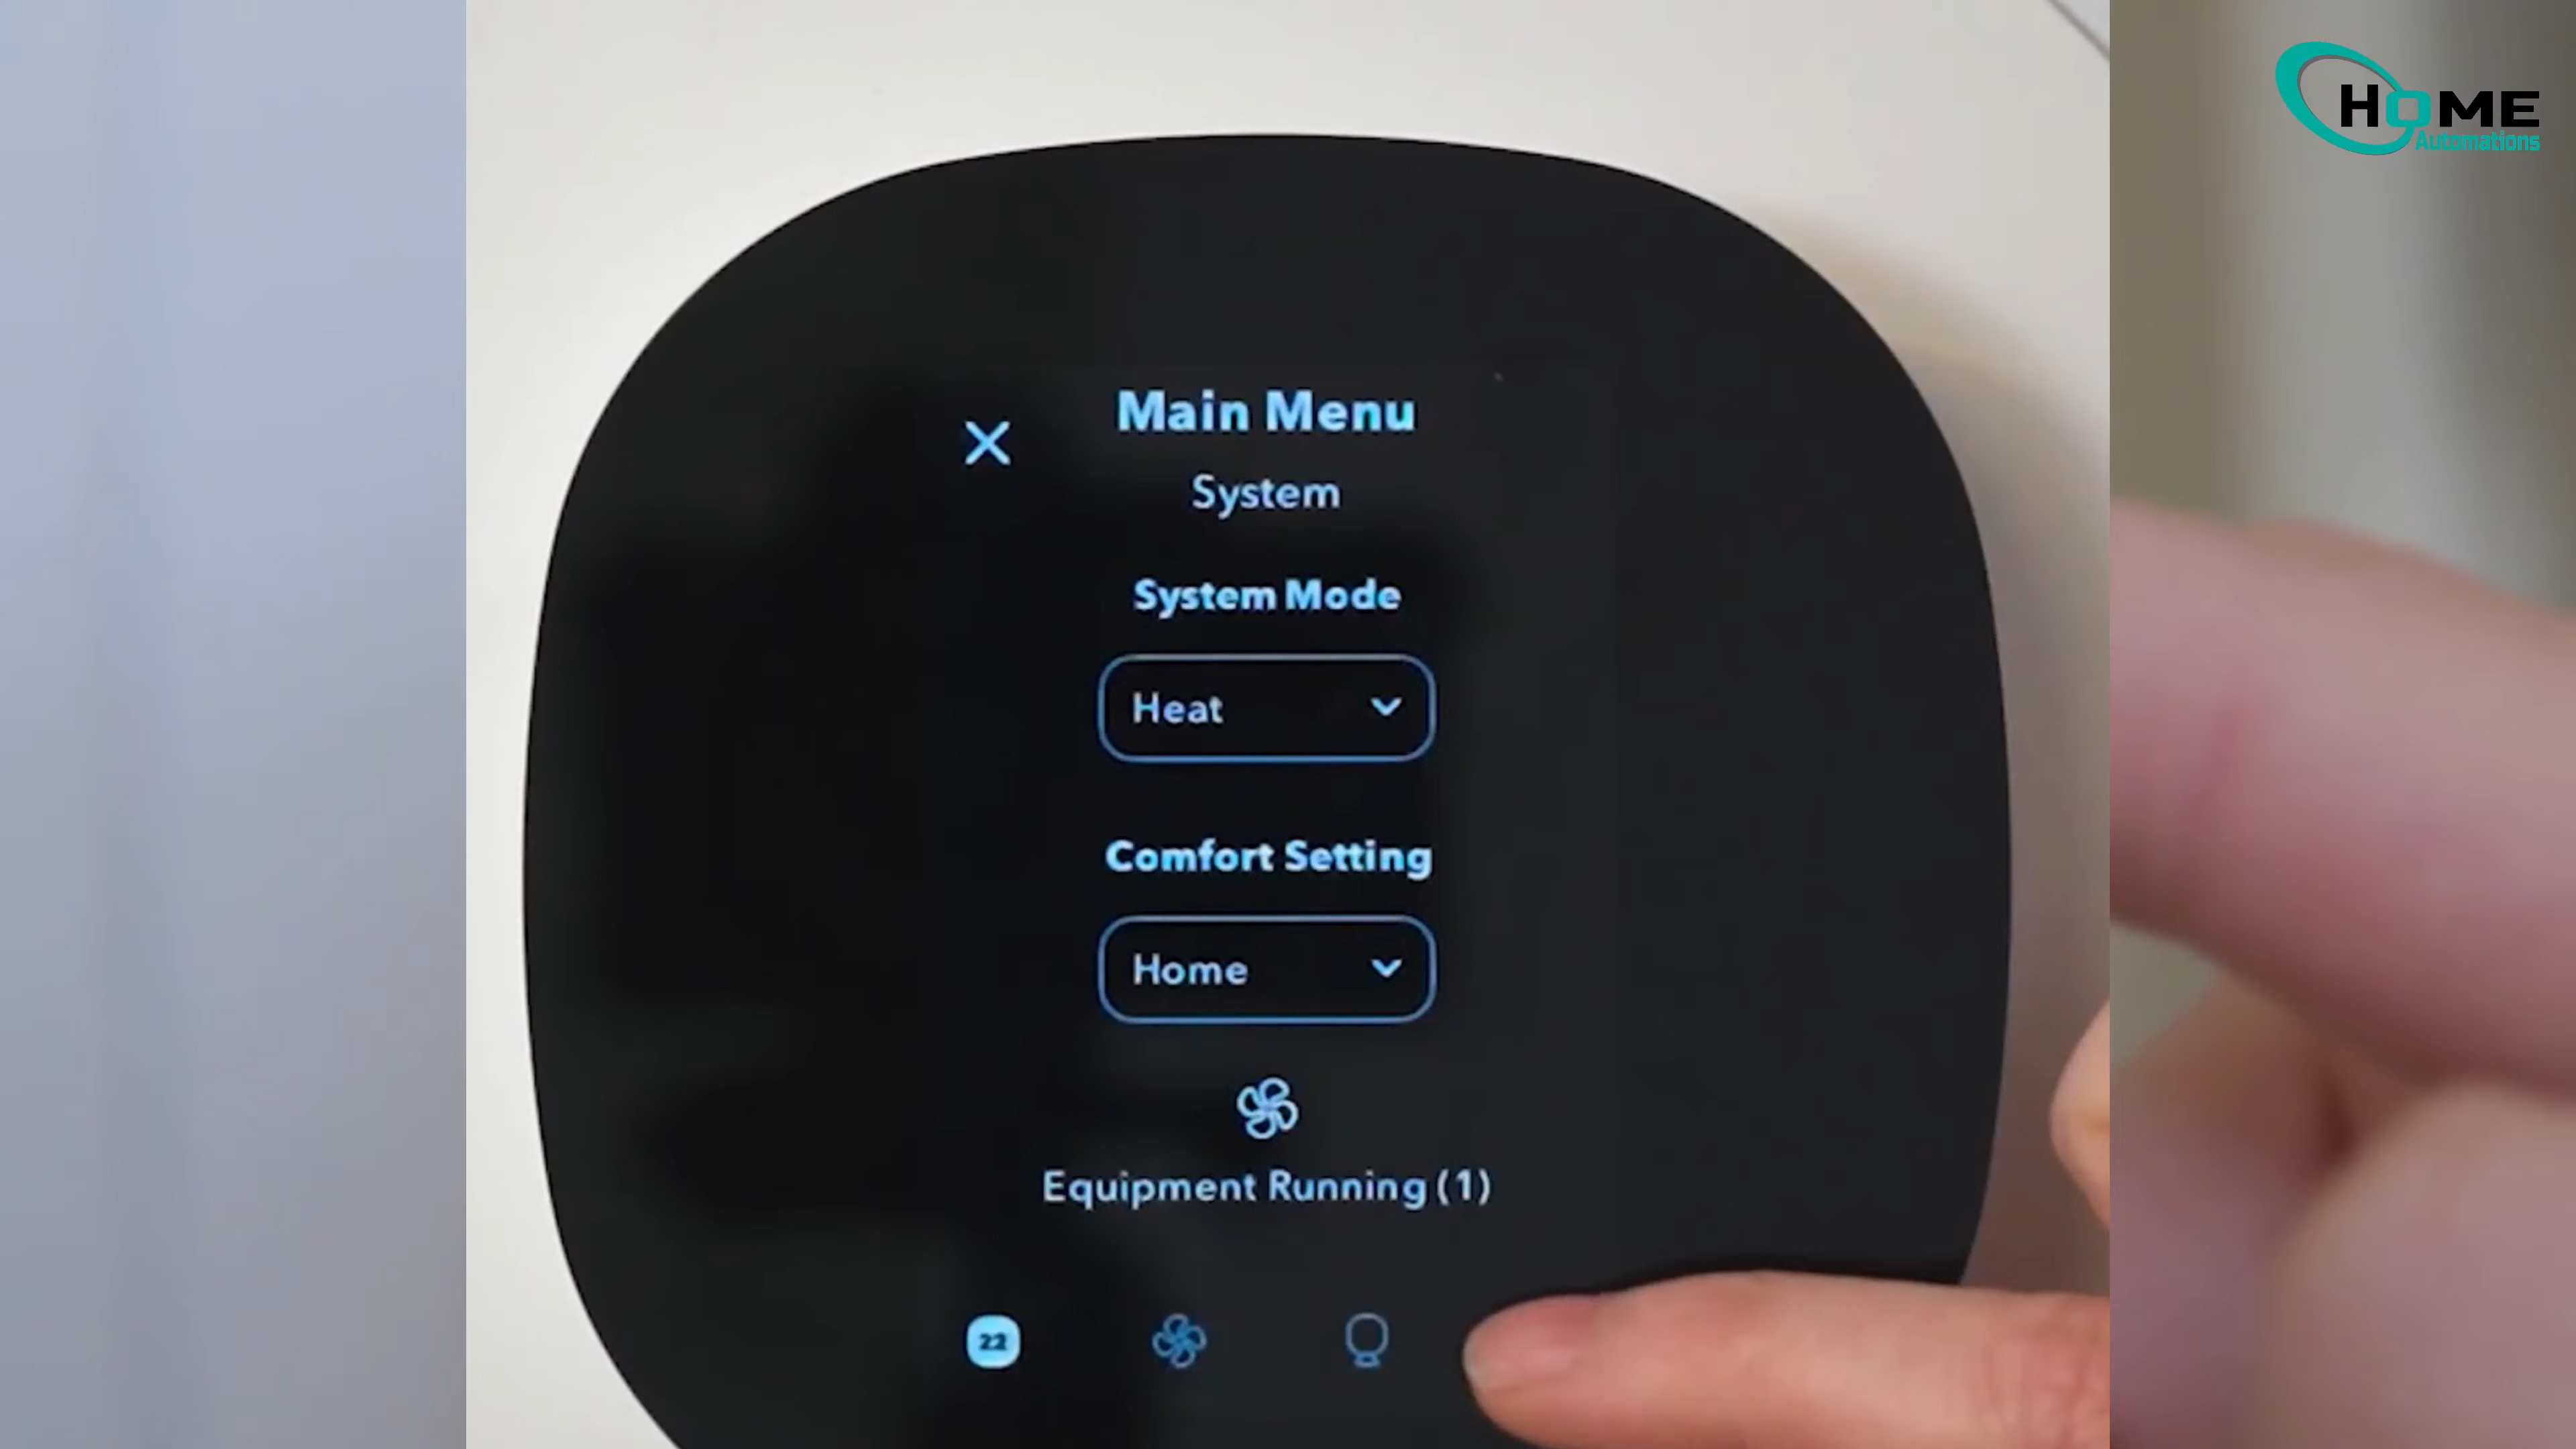 HOME
Automations
Main Menu
System
System Mode
Heat
Comfort Setting
Home
Equipment Running (1)
22